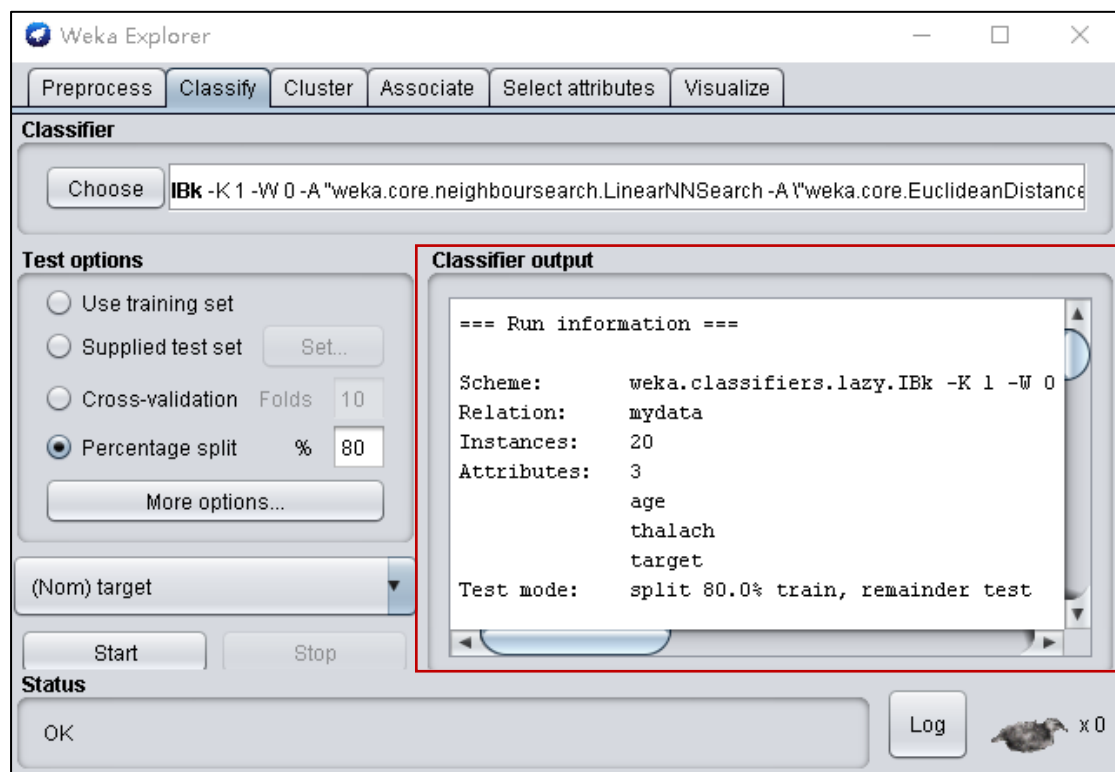 Weka Explorer
Preprocess Classify Cluster Associate Select attributes Visualize
Classifier
Choose IBk -K 1 -W 0 -A "weka.core.neighboursearch.LinearNNSearch -A \"weka.core.EuclideanDistance
Test options
Use training set
Supplied test set Set...
Cross-validation Folds 10
Percentage split % 80
More options...
(Nom) target
Start Stop
Classifier output
=== Run information ===
Scheme: weka.classifiers.lazy.IBk -K 1 -W 0
Relation: mydata
Instances: 20
Attributes: 3
age
thalach
target
Test mode: split 80.0% train, remainder test
Status
OK
Log x 0